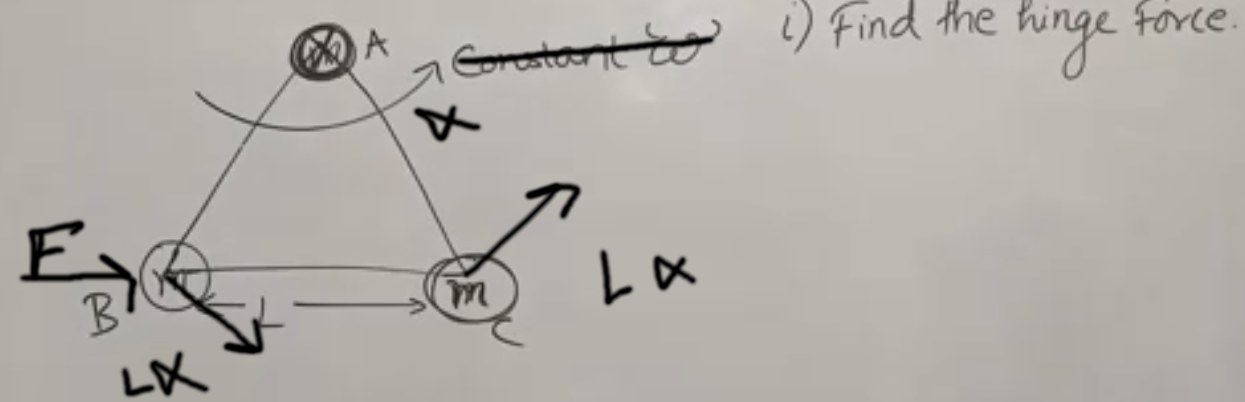 i) Find the hinge Force.
A
Constant ω
α
F
B
m
L
m
C
Lα
Lα